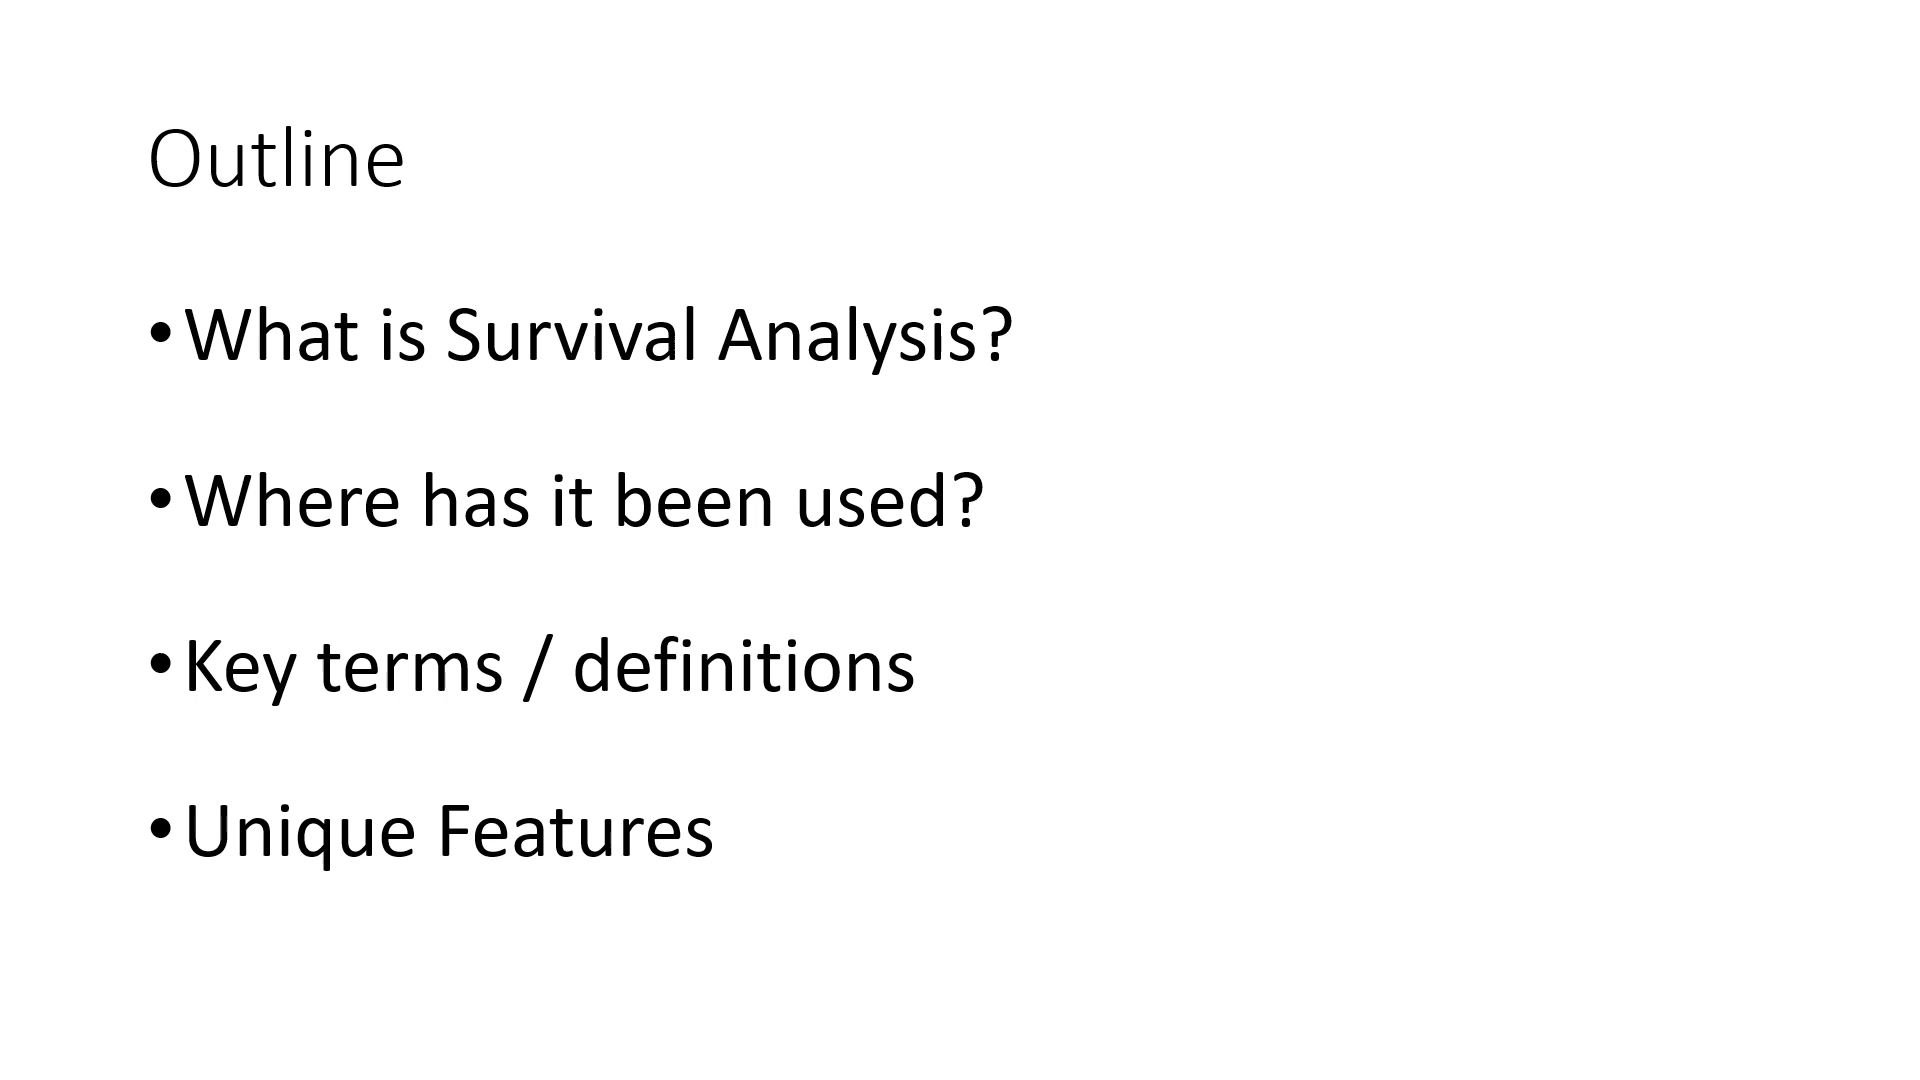 Outline
• What is Survival Analysis?
• Where has it been used?
• Key terms / definitions
• Unique Features